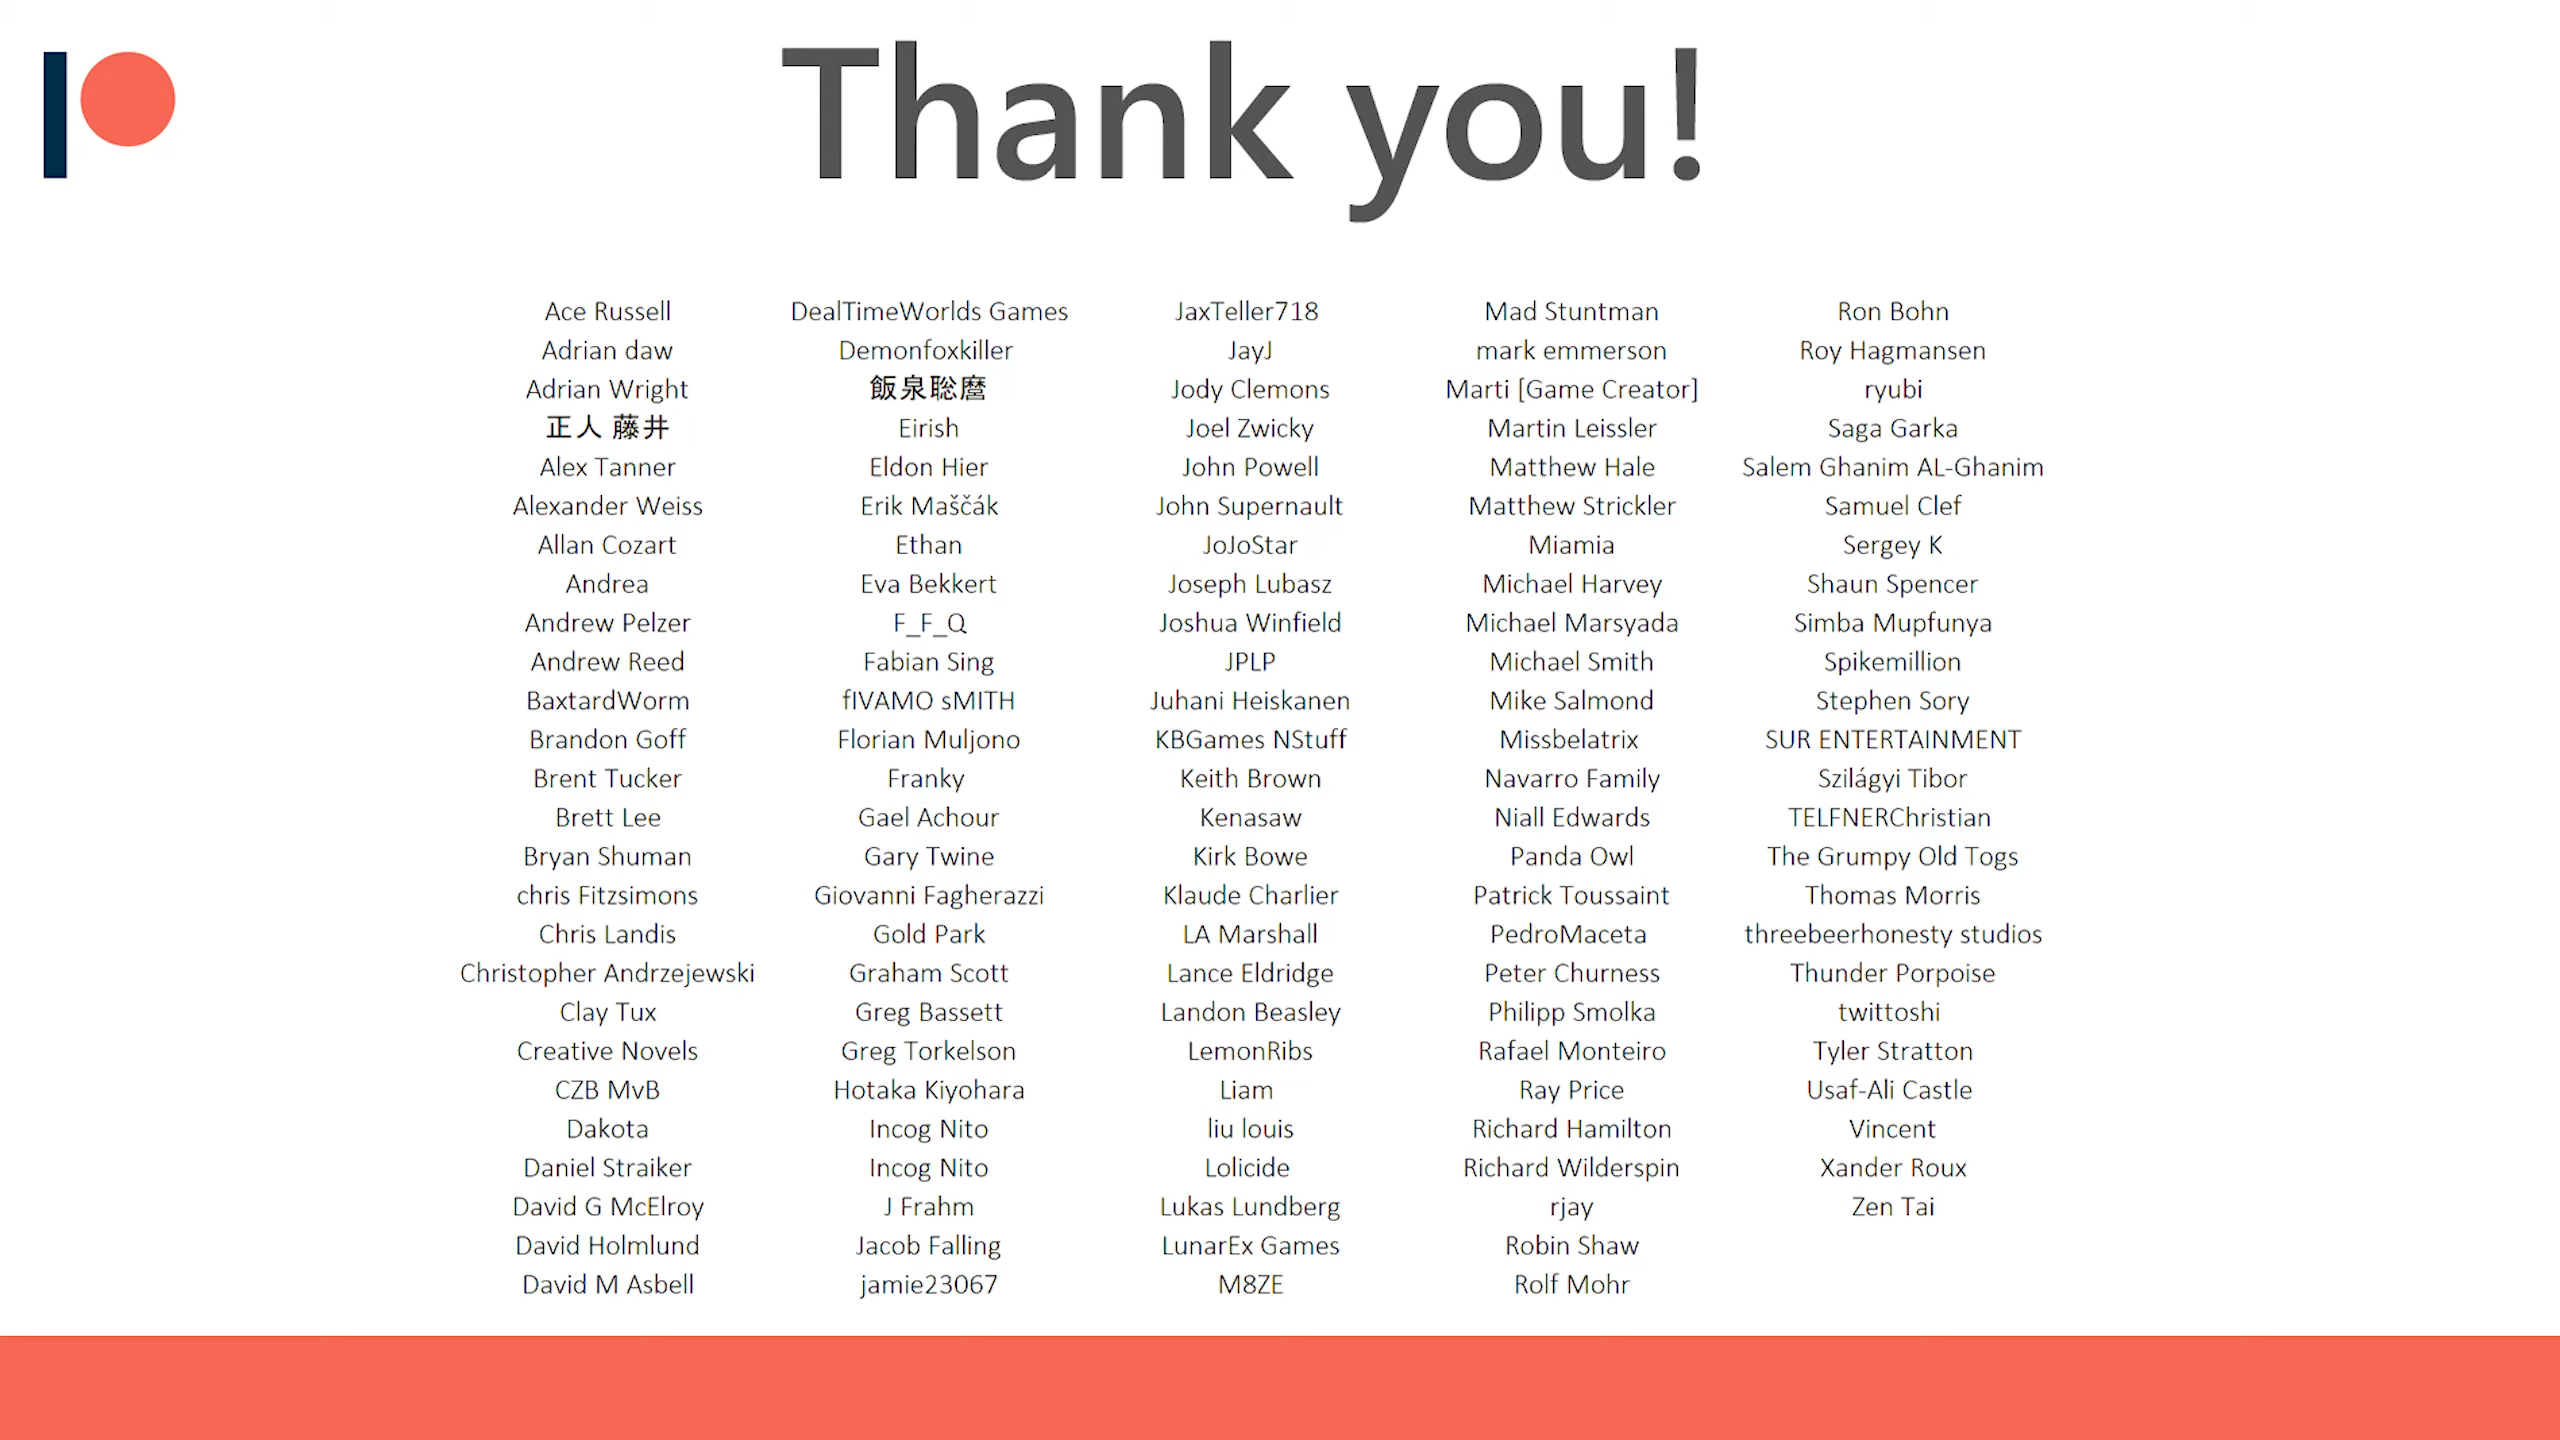 Thank you!
Ace Russell
Adrian daw
Adrian Wright
正人 藤井
Alex Tanner
Alexander Weiss
Allan Cozart
Andrea
Andrew Pelzer
Andrew Reed
BaxtardWorm
Brandon Goff
Brent Tucker
Brett Lee
Bryan Shuman
chris Fitzsimons
Chris Landis
Christopher Andrzejewski
Clay Tux
Creative Novels
CZB MvB
Dakota
Daniel Straiker
David G McElroy
David Holmlund
David M Asbell
DealTimeWorlds Games
Demonfoxkiller
飯泉聡麿
Eirish
Eldon Hier
Erik Maščák
Ethan
Eva Bekkert
F_F_Q
Fabian Sing
fIVAMO sMITH
Florian Muljono
Franky
Gael Achour
Gary Twine
Giovanni Fagherazzi
Gold Park
Graham Scott
Greg Bassett
Greg Torkelson
Hotaka Kiyohara
Incog Nito
Incog Nito
J Frahm
Jacob Falling
jamie23067
JaxTeller718
JayJ
Jody Clemons
Joel Zwicky
John Powell
John Supernault
JoJoStar
Joseph Lubasz
Joshua Winfield
JPLP
Juhani Heiskanen
KBGames NStuff
Keith Brown
Kenasaw
Kirk Bowe
Klaude Charlier
LA Marshall
Lance Eldridge
Landon Beasley
LemonRibs
Liam
liu louis
Lolicide
Lukas Lundberg
LunarEx Games
M8ZE
Mad Stuntman
mark emmerson
Marti [Game Creator]
Martin Leissler
Matthew Hale
Matthew Strickler
Miamia
Michael Harvey
Michael Marsyada
Michael Smith
Mike Salmond
Missbelatrix
Navarro Family
Niall Edwards
Panda Owl
Patrick Toussaint
PedroMaceta
Peter Churness
Philipp Smolka
Rafael Monteiro
Ray Price
Richard Hamilton
Richard Wilderspin
rjay
Robin Shaw
Rolf Mohr
Ron Bohn
Roy Hagmansen
ryubi
Saga Garka
Salem Ghanim AL-Ghanim
Samuel Clef
Sergey K
Shaun Spencer
Simba Mupfunya
Spikemillion
Stephen Sory
SUR ENTERTAINMENT
Szilágyi Tibor
TELFNERChristian
The Grumpy Old Togs
Thomas Morris
threebeerhonesty studios
Thunder Porpoise
twittoshi
Tyler Stratton
Usaf-Ali Castle
Vincent
Xander Roux
Zen Tai